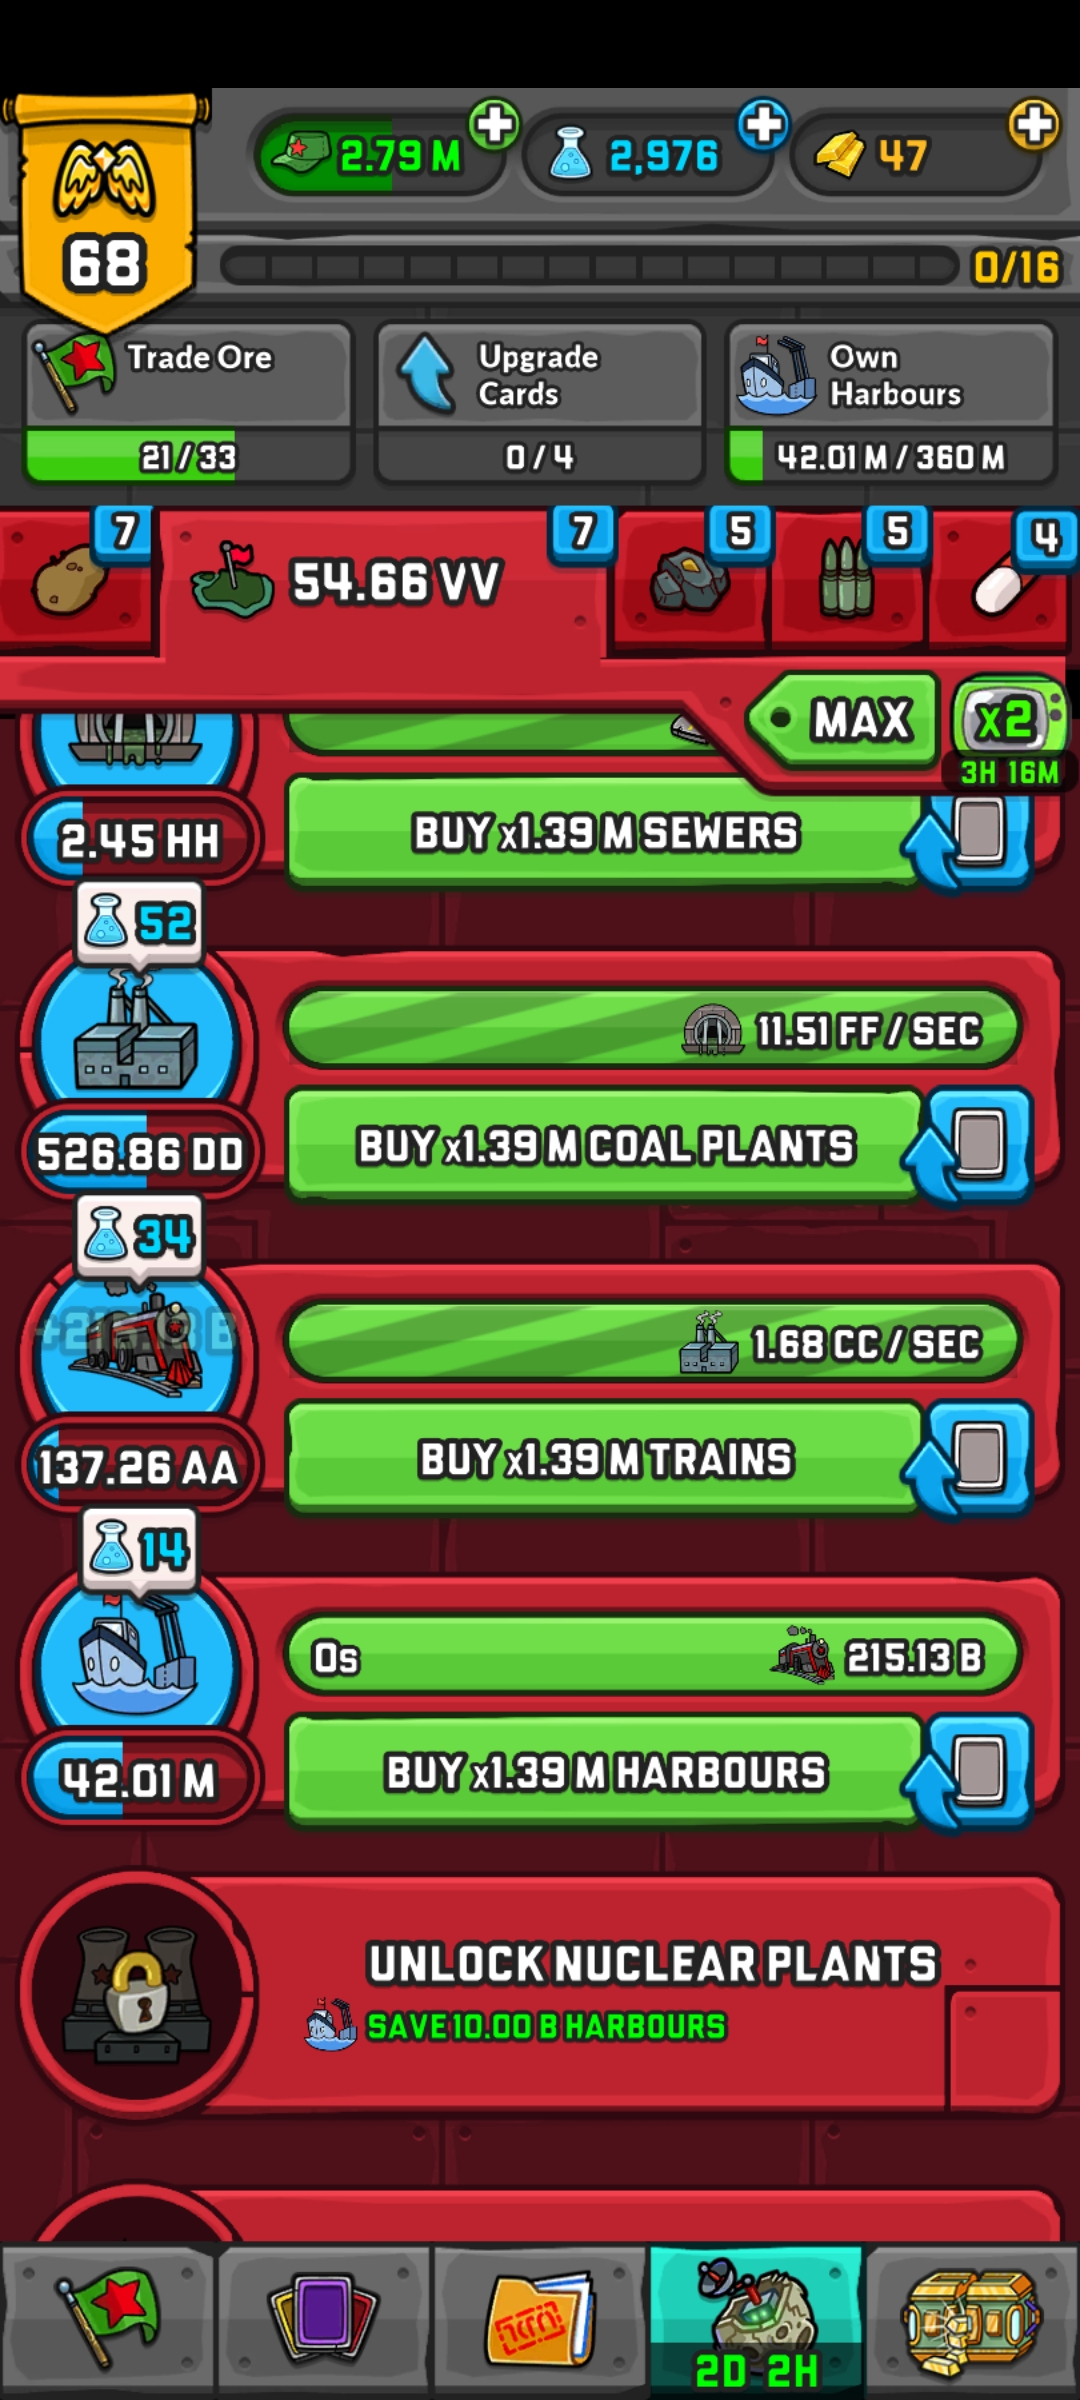 2.79 M
2,976
47
68
0/16
Trade Ore
21/33
Upgrade
Cards
0/4
Own
Harbours
42.01 M / 360 M
7
54.66 VV
7
5
5
4
MAX
x2
3H 16M
2.45 HH
BUY x1.39 M SEWERS
52
11.51 FF / SEC
526.86 DD
BUY x1.39 M COAL PLANTS
34
1.68 CC / SEC
137.26 AA
BUY x1.39 M TRAINS
14
0s
215.13 B
42.01 M
BUY x1.39 M HARBOURS
UNLOCK NUCLEAR PLANTS
SAVE 10.00 B HARBOURS
2D 2H